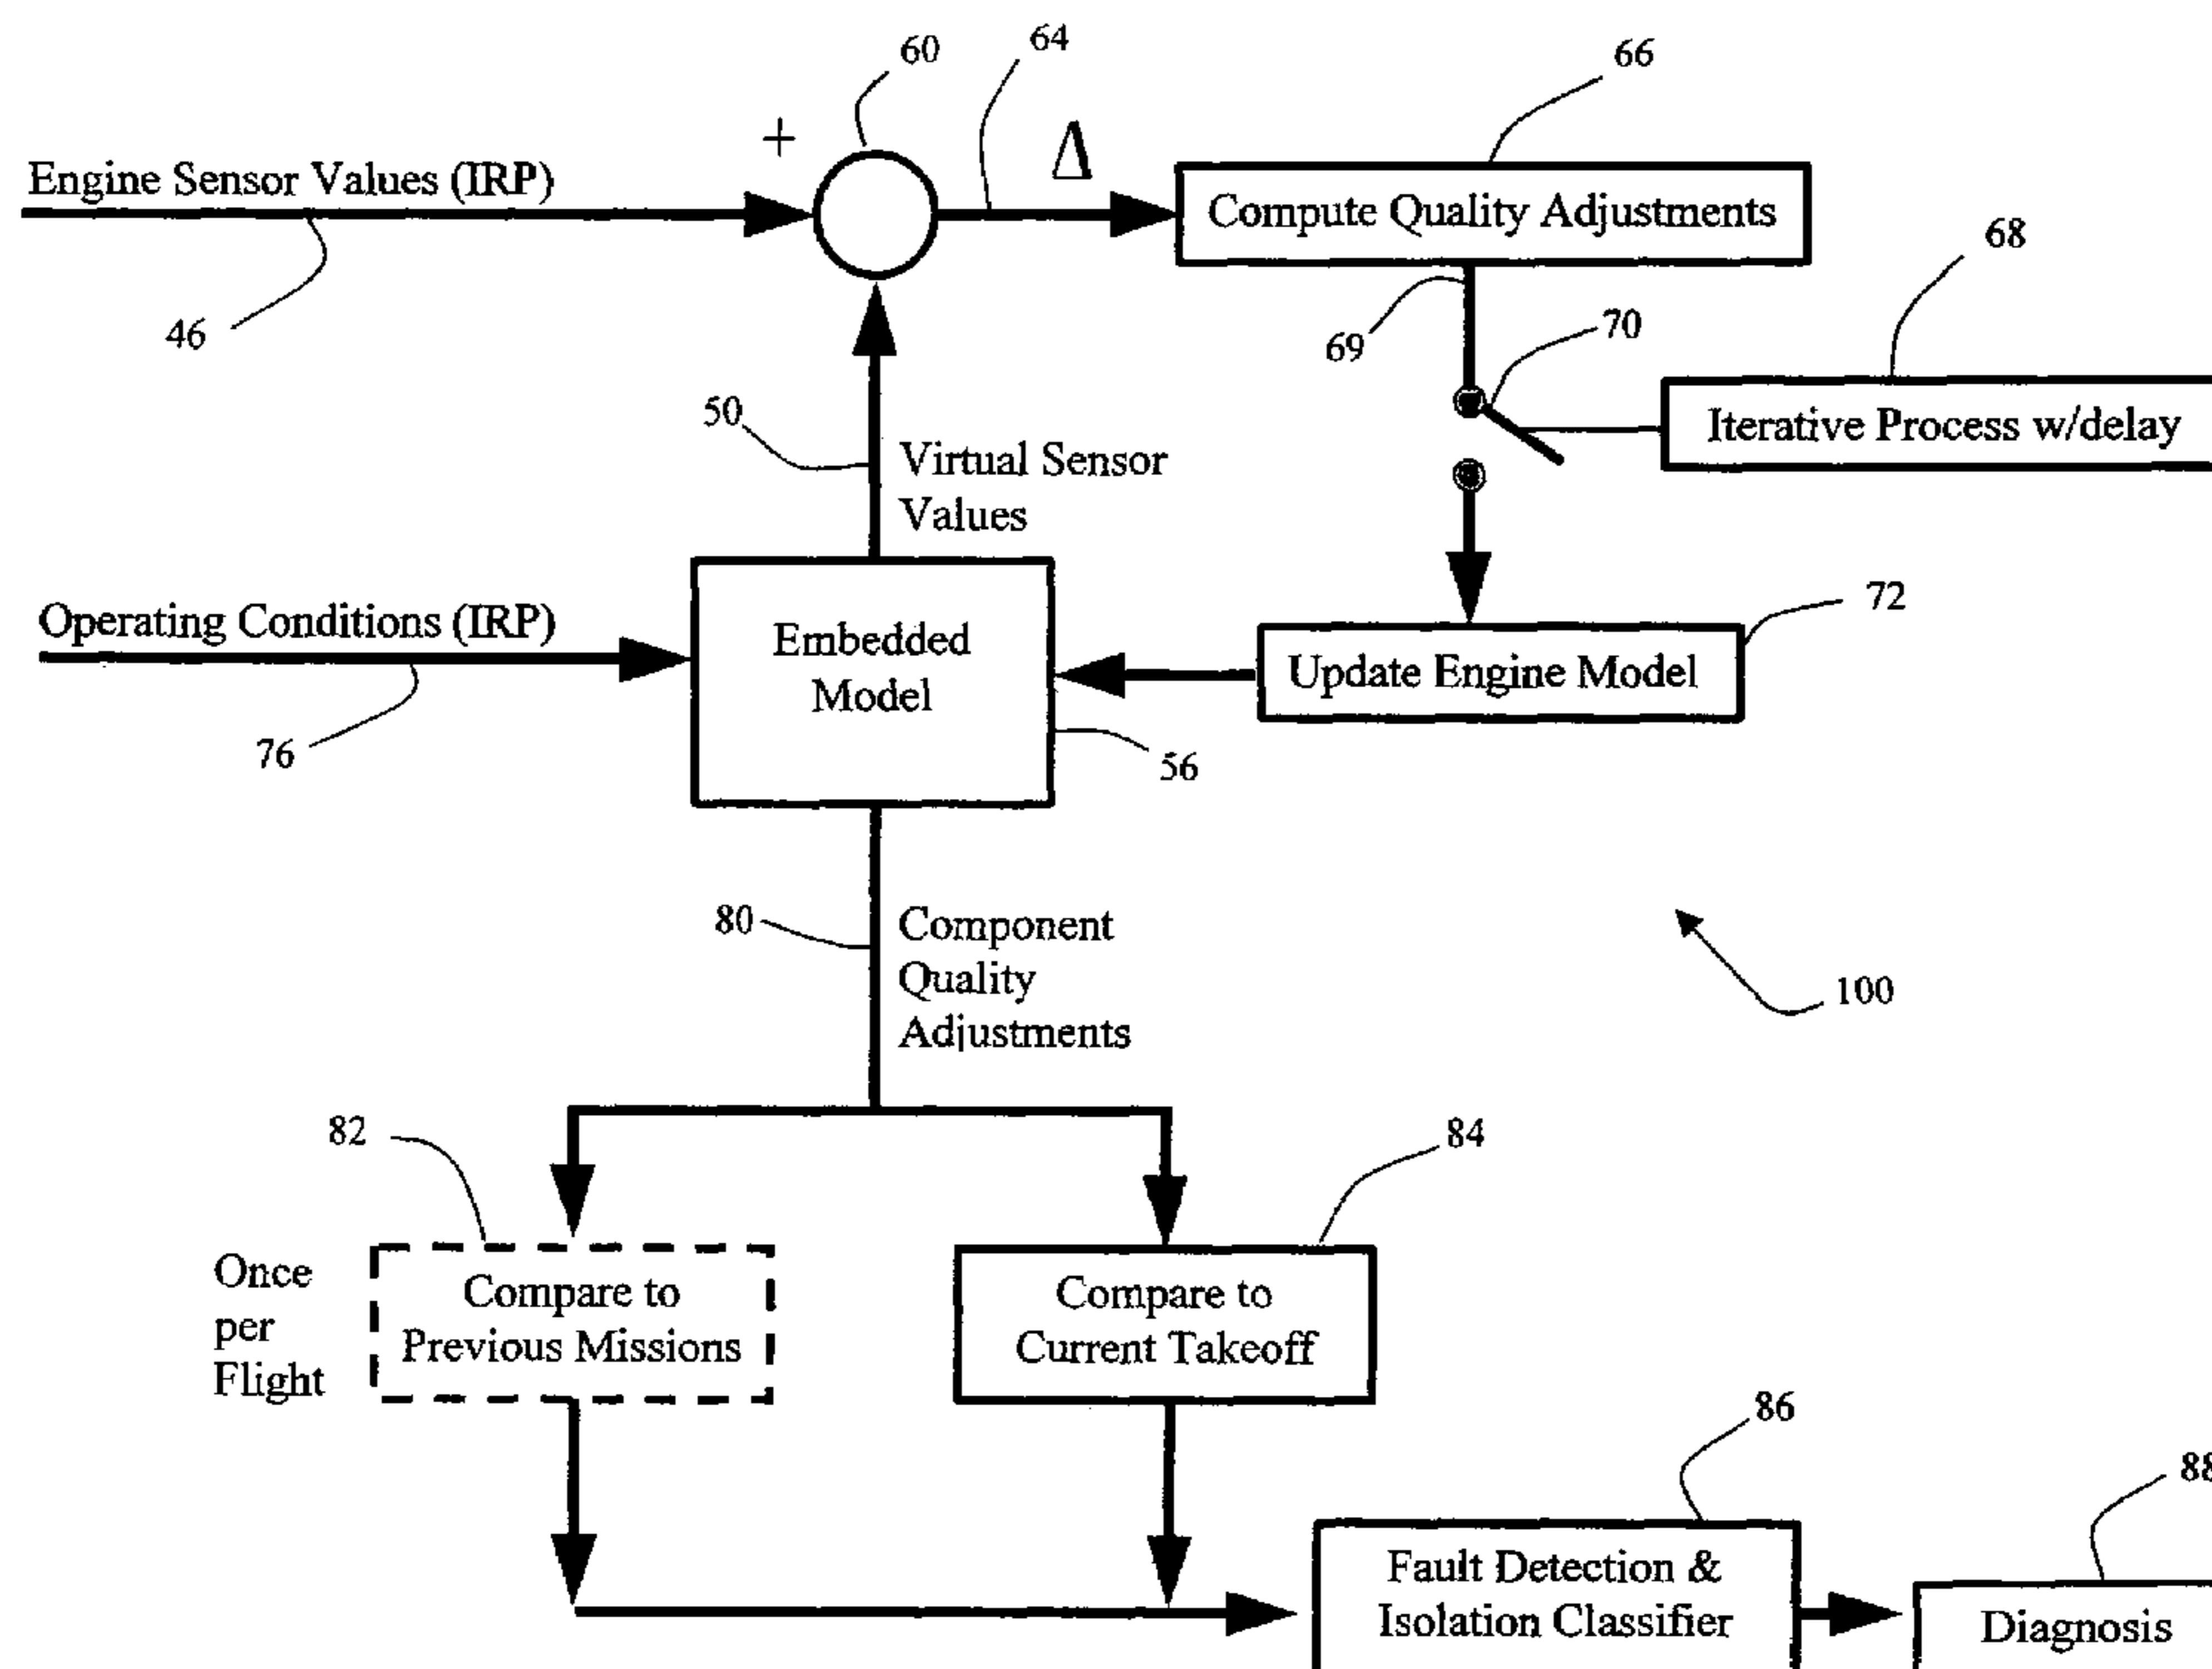 60
64
66
+
Δ
Engine Sensor Values (IRP)
Compute Quality Adjustments
68
46
69
70
50
Iterative Process w/delay
Virtual Sensor
Values
Operating Conditions (IRP)
Embedded
Model
72
Update Engine Model
76
56
80
Component
Quality
Adjustments
100
82
84
Once
per
Flight
Compare to
Previous Missions
Compare to
Current Takeoff
86
88
Fault Detection &
Isolation Classifier
Diagnosis